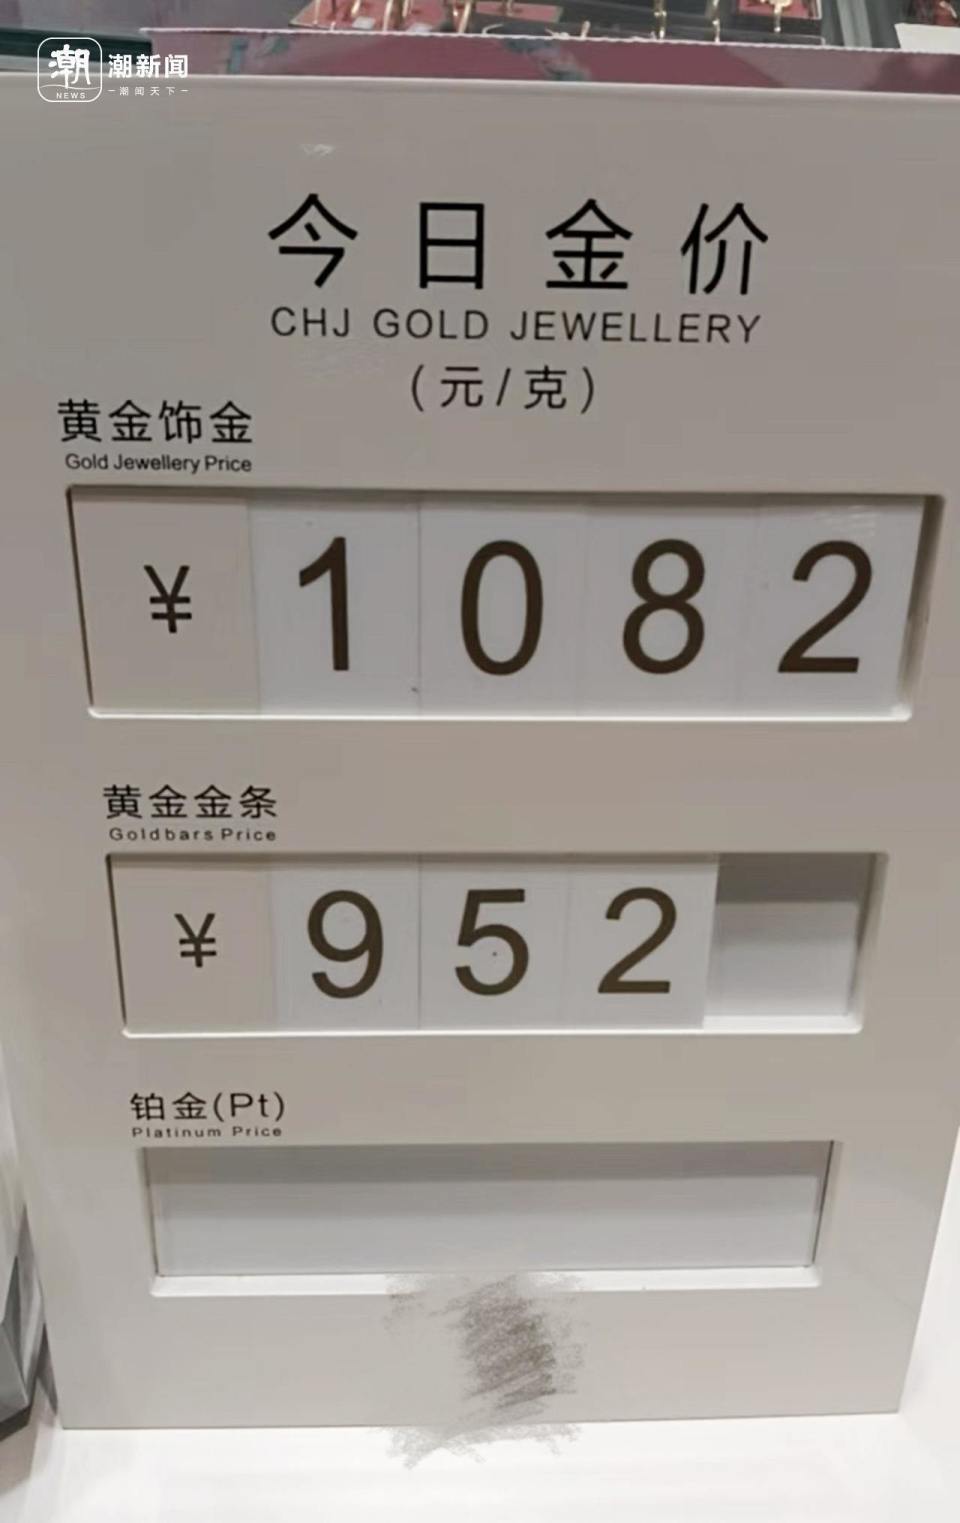 潮 潮新闻
NEWS 潮闻天下
今日金价
CHJ GOLD JEWELLERY
(元/克)
黄金饰金
Gold Jewellery Price
¥ 1082
黄金金条
Goldbars Price
¥ 952
铂金(Pt)
Platinum Price